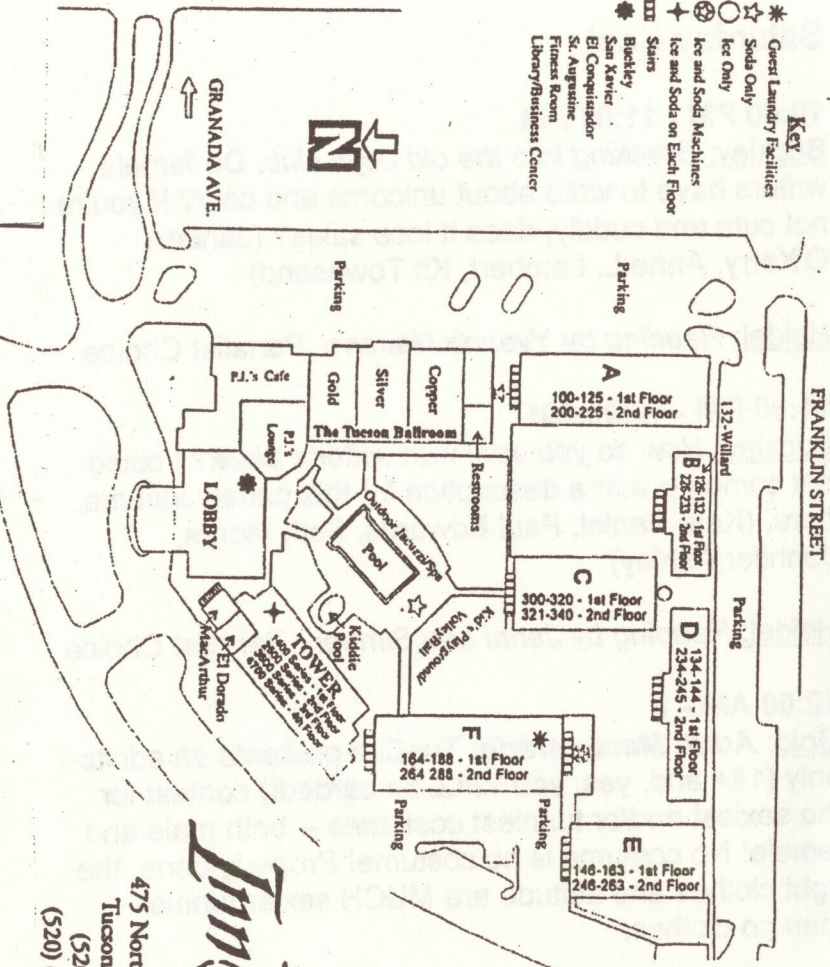 Key
Guest Laundry Facilities
Soda Only
Ice Only
Ice and Soda Machines
Ice and Soda on Each Floor
Stairs
Buckley
San Xavier
El Conquistador
St. Augustine
Fitness Room
Library/Business Center
N
GRANADA AVE
FRANKLIN STREET
Parking
Parking
Parking
Parking
Parking
A
100-125 - 1st Floor
200-225 - 2nd Floor
132-Willard
B
126-132 - 1st Floor
226-233 - 2nd Floor
C
300-320 - 1st Floor
321-340 - 2nd Floor
D
134-144 - 1st Floor
234-245 - 2nd Floor
E
146-163 - 1st Floor
246-263 - 2nd Floor
F
164-188 - 1st Floor
264 288 - 2nd Floor
P.J.'s Cafe
Gold
Silver
Copper
The Tucson Ballroom
P.J.'s
Lounge
Restrooms
LOBBY
Outdoor Jacuzzi/Spa
Pool
Kiddie
Pool
Kid's Playground
TOWER
El Dorado
MacArthur
Inn
475 Nort
Tucson
(52
(520)